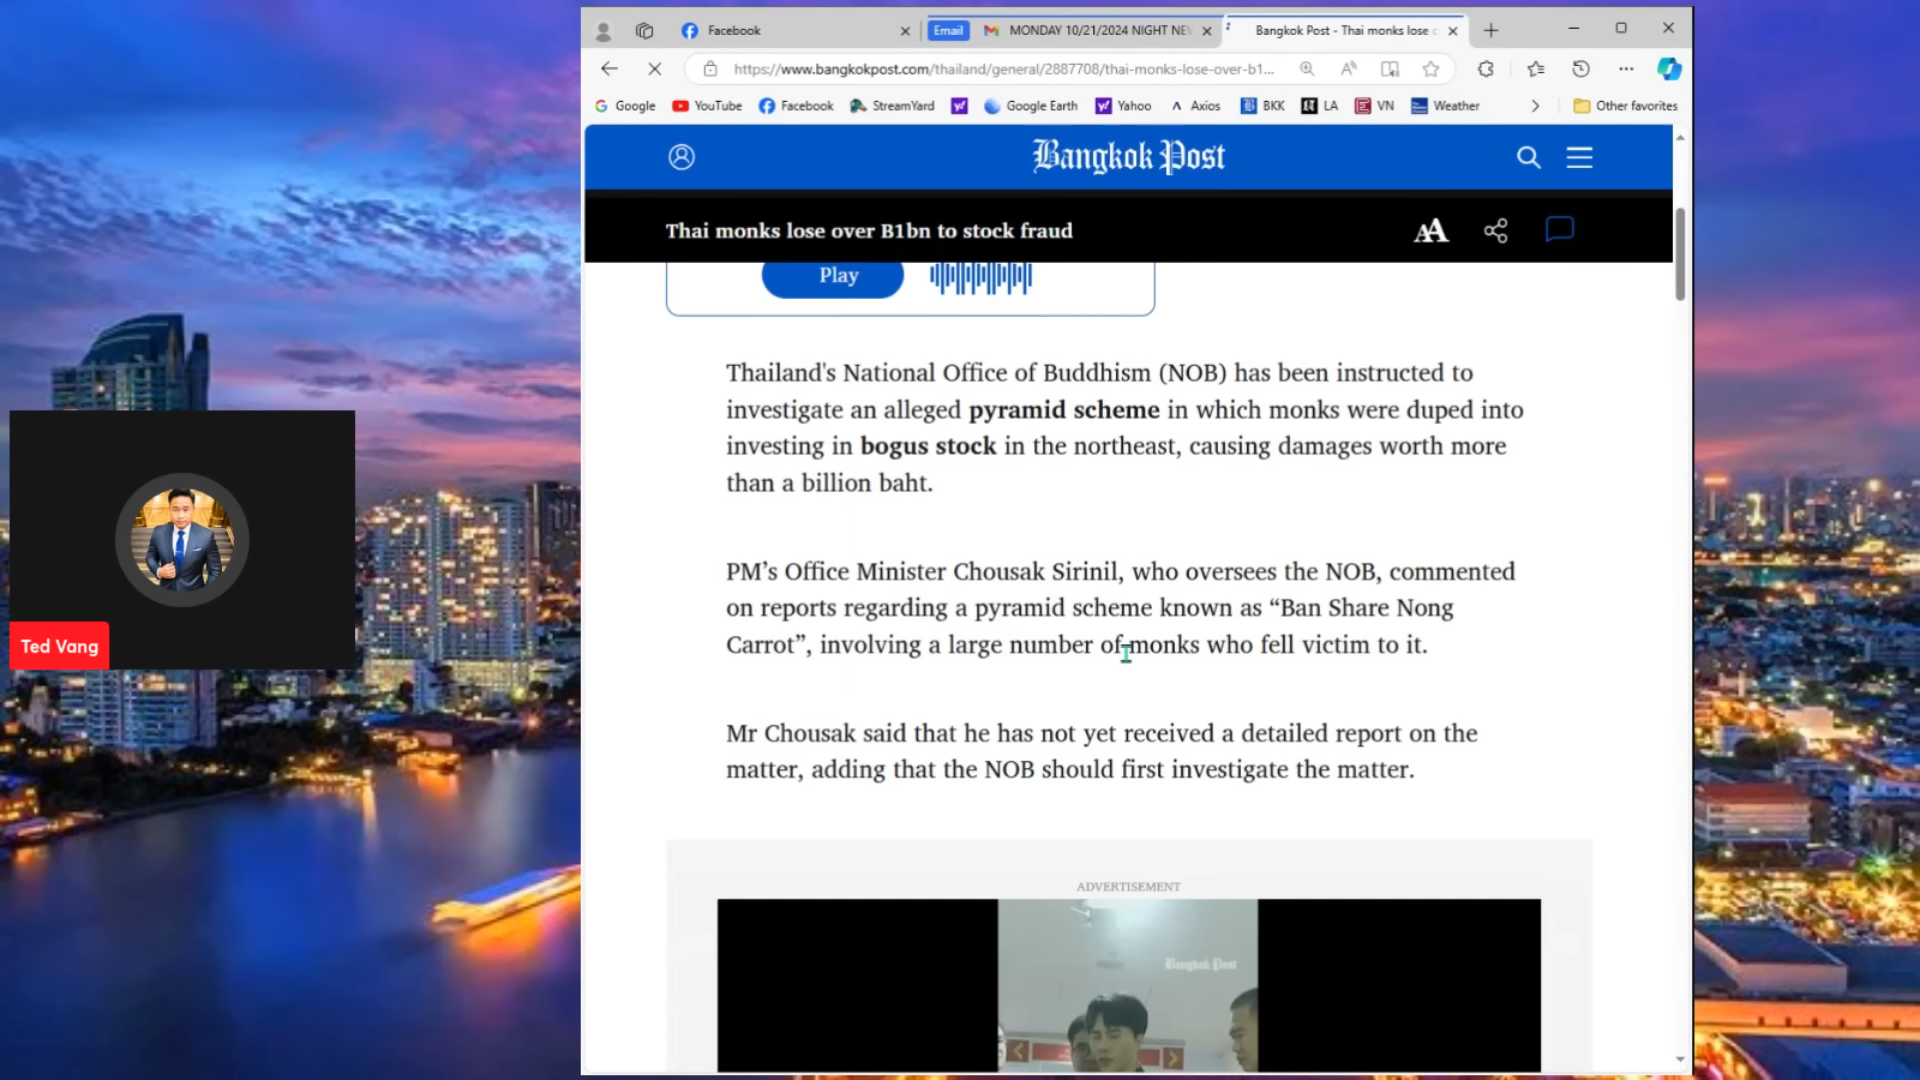 Facebook
Email
MONDAY 10/21/2024 NIGHT NEV
Bangkok Post - Thai monks lose
https://www.bangkokpost.com/thailand/general/2887708/thai-monks-lose-over-b1...
Google
YouTube
Facebook
StreamYard
Google Earth
Yahoo
Axios
BKK
LA
VN
Weather
Other favorites
Bangkok Post
Thai monks lose over B1bn to stock fraud
AA
Play
Thailand's National Office of Buddhism (NOB) has been instructed to
investigate an alleged pyramid scheme in which monks were duped into
investing in bogus stock in the northeast, causing damages worth more
than a billion baht.
PM’s Office Minister Chousak Sirinil, who oversees the NOB, commented
on reports regarding a pyramid scheme known as “Ban Share Nong
Carrot”, involving a large number of monks who fell victim to it.
Mr Chousak said that he has not yet received a detailed report on the
matter, adding that the NOB should first investigate the matter.
ADVERTISEMENT
Bangkok Post
Ted Vang